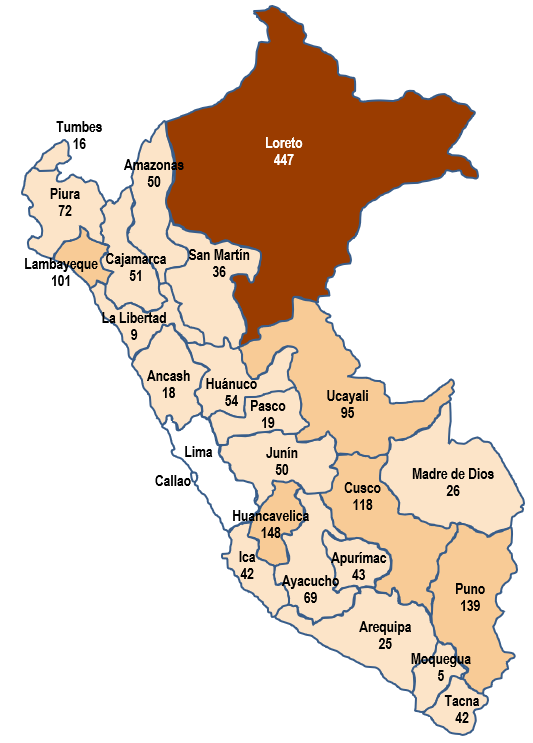 Loreto
447
Tumbes
16
Amazonas
50
Piura
72
San Martín
36
Cajamarca
51
Lambayeque
101
La Libertad
9
Ancash
18
Huánuco
54
Ucayali
95
Pasco
19
Lima
Junín
50
Madre de Dios
26
Callao
Cusco
118
Huancavelica
148
Ica
42
Apurímac
43
Ayacucho
69
Puno
139
Arequipa
25
Moquegua
5
Tacna
42